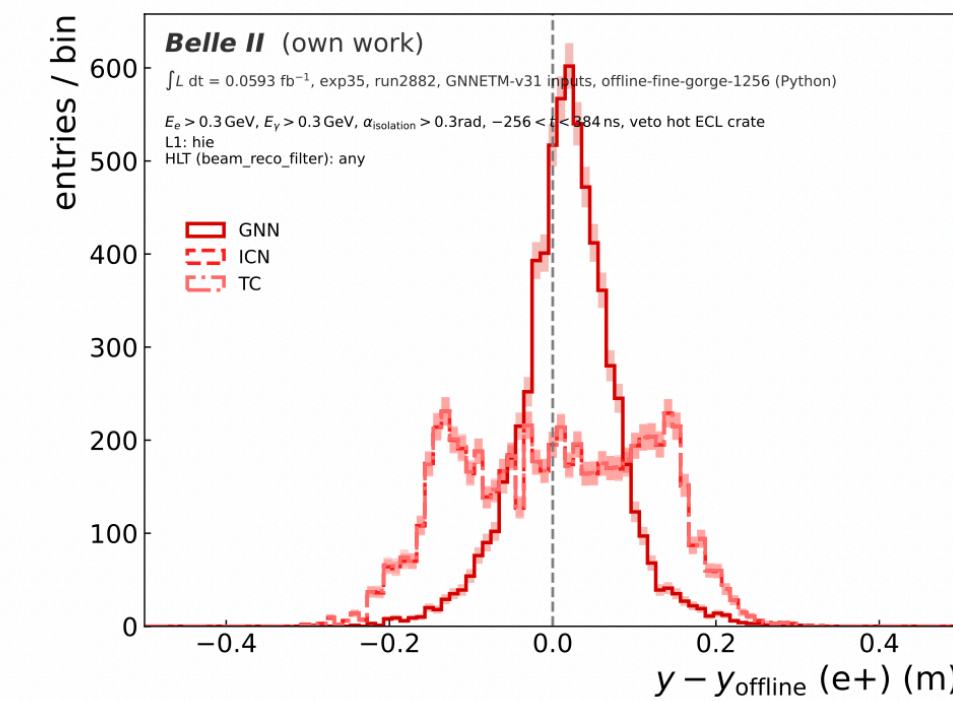 entries / bin
600
500
400
300
200
100
0
Belle II (own work)
∫L dt = 0.0593 fb⁻¹, exp35, run2882, GNNETM-v31 inputs, offline-fine-gorge-1256 (Python)
Eₑ > 0.3 GeV, Eᵧ > 0.3 GeV, α_isolation > 0.3rad, −256 < t < 384 ns, veto hot ECL crate
L1: hie
HLT (beam_reco_filter): any
GNN
ICN
TC
−0.4 −0.2 0.0 0.2 0.4
y − y_offline (e+) (m)